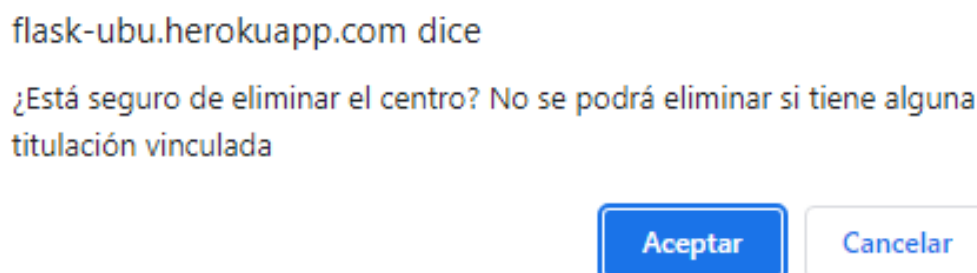 flask-ubu.herokuapp.com dice
¿Está seguro de eliminar el centro? No se podrá eliminar si tiene alguna
titulación vinculada
Aceptar Cancelar